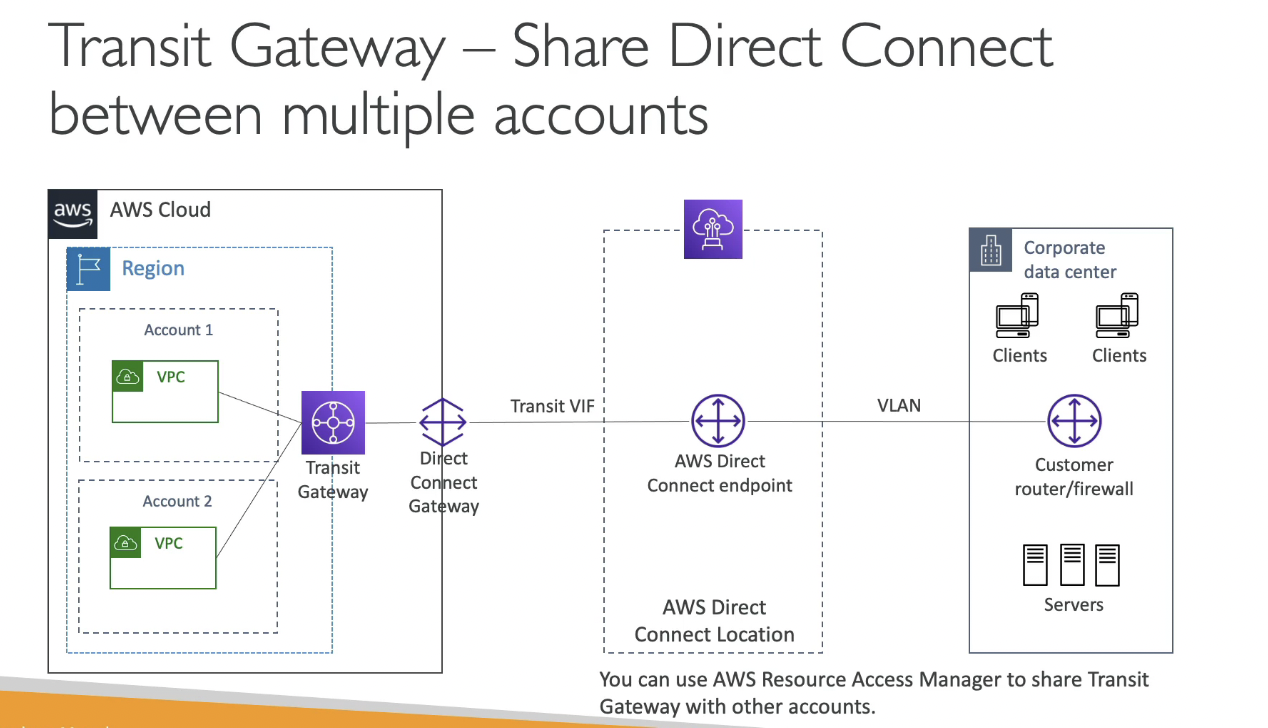 Transit Gateway – Share Direct Connect
between multiple accounts
aws
AWS Cloud
Region
Account 1
VPC
Account 2
VPC
Transit
Gateway
Direct
Connect
Gateway
Transit VIF
AWS Direct
Connect endpoint
AWS Direct
Connect Location
VLAN
Corporate
data center
Clients
Clients
Customer
router/firewall
Servers
You can use AWS Resource Access Manager to share Transit
Gateway with other accounts.